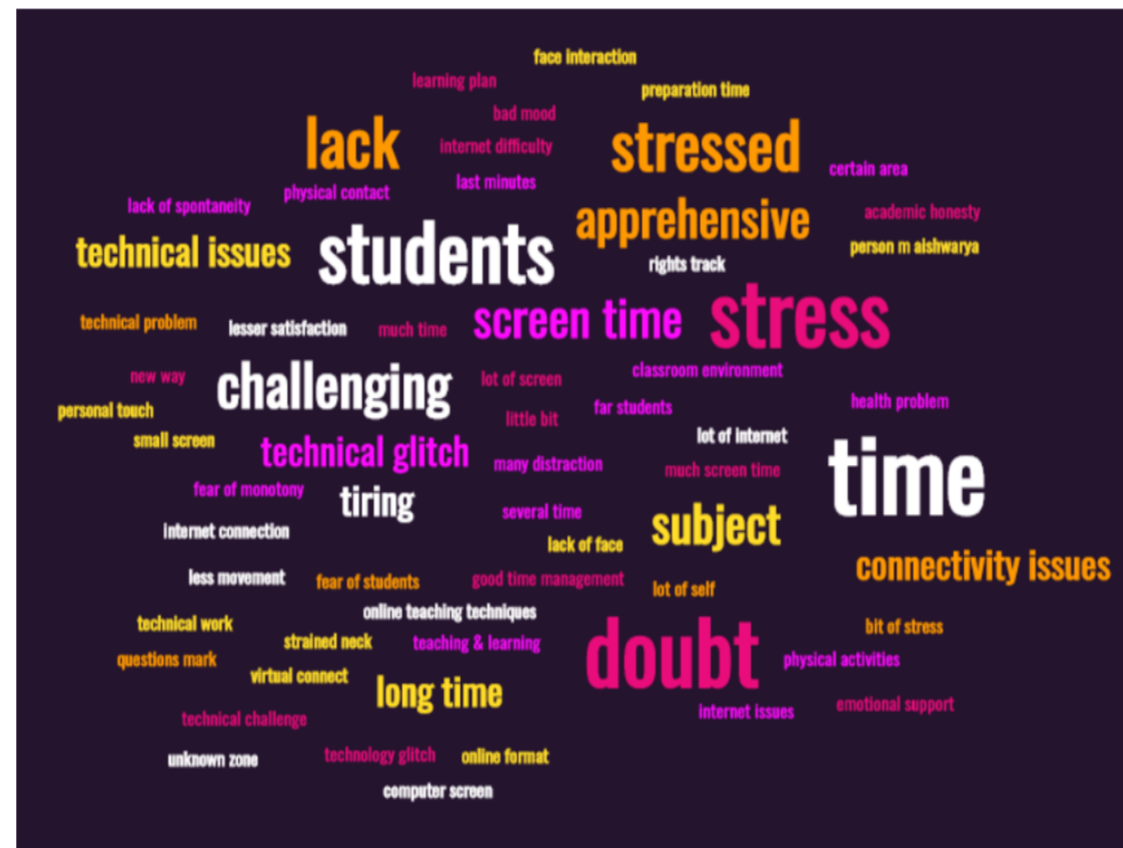 face interaction
learning plan
preparation time
bad mood
lack
internet difficulty
stressed
certain area
last minutes
physical contact
lack of spontaneity
apprehensive
academic honesty
technical issues
students
person m aishwarya
rights track
screen time
stress
technical problem
lesser satisfaction
much time
classroom environment
new way
challenging
lot of screen
far students
health problem
personal touch
little bit
small screen
lot of internet
technical glitch
many distraction
much screen time
time
fear of monotony
tiring
several time
subject
internet connection
lack of face
connectivity issues
less movement
fear of students
good time management
lot of self
online teaching techniques
technical work
bit of stress
strained neck
teaching & learning
doubt
questions mark
physical activities
virtual connect
long time
internet issues
emotional support
technical challenge
unknown zone
technology glitch
online format
computer screen